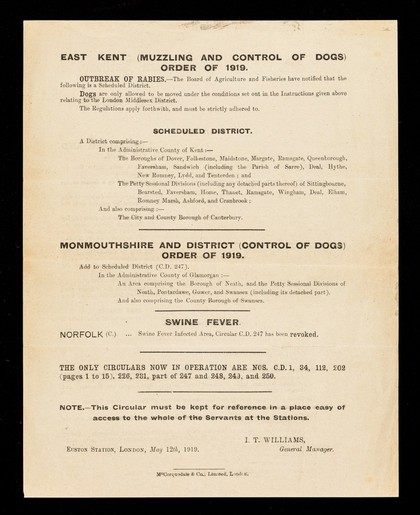 EAST KENT (MUZZLING AND CONTROL OF DOGS)
ORDER OF 1919.
OUTBREAK OF RABIES.—The Board of Agriculture and Fisheries have notified that the
following is a Scheduled District.
Dogs are only allowed to be moved under the conditions set out in the Instructions given above
relating to the London Middlesex District.
The Regulations apply forthwith, and must be strictly adhered to.
SCHEDULED DISTRICT.
A District comprising:—
In the Administrative County of Kent:—
The Boroughs of Dover, Folkestone, Maidstone, Margate, Ramsgate, Queenborough,
Faversham, Sandwich (including the Parish of Sarre), Deal, Hythe,
New Romney, Lydd, and Tenterden; and
The Petty Sessional Divisions (including any detached parts thereof) of Sittingbourne,
Bearsted, Faversham, Home, Thanet, Ramsgate, Wingham, Deal, Elham,
Romney Marsh, Ashford, and Cranbrook;
And also comprising:—
The City and County Borough of Canterbury.
MONMOUTHSHIRE AND DISTRICT (CONTROL OF DOGS)
ORDER OF 1919.
Add to Scheduled District (C.D. 247).
In the Administrative County of Glamorgan:—
An Area comprising the Borough of Neath, and the Petty Sessional Divisions of
Neath, Pontardawe, Gower, and Swansea (including its detached part).
And also comprising the County Borough of Swansea.
SWINE FEVER.
NORFOLK (C.) ... Swine Fever Infected Area, Circular C.D. 247 has been revoked.
THE ONLY CIRCULARS NOW IN OPERATION ARE NOS. C.D. 1, 34, 112, 202
(pages 1 to 15), 226, 231, part of 247 and 248, 249, and 250.
NOTE.—This Circular must be kept for reference in a place easy of
access to the whole of the Servants at the Stations.
I. T. WILLIAMS,
EUSTON STATION, LONDON, May 12th, 1919. General Manager.
McCorquodale & Co., Limited, London.